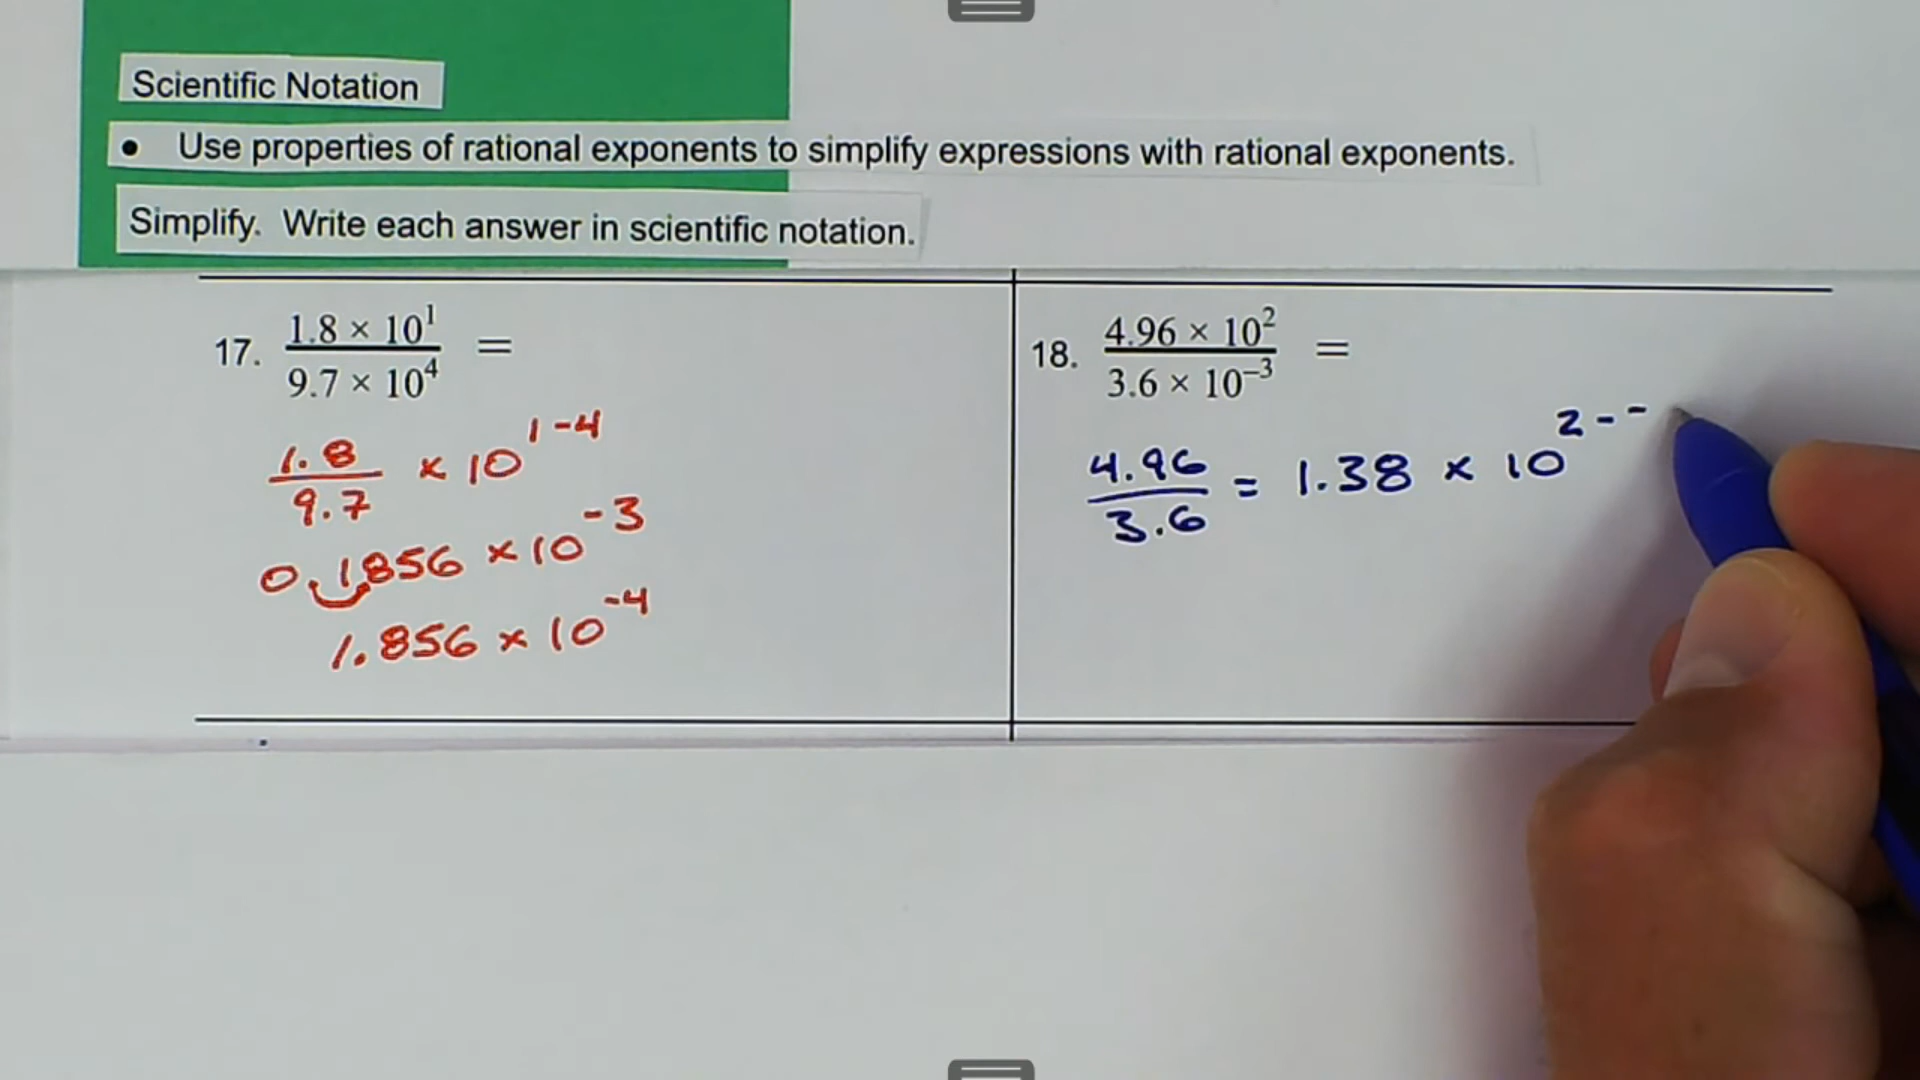 Scientific Notation
• Use properties of rational exponents to simplify expressions with rational exponents.
Simplify. Write each answer in scientific notation.
17. (1.8 × 10^1)/(9.7 × 10^4) =
1.8/9.7 × 10^(1-4)
0.1856 × 10^-3
1.856 × 10^-4
18. (4.96 × 10^2)/(3.6 × 10^-3) =
4.96/3.6 = 1.38 × 10^(2--